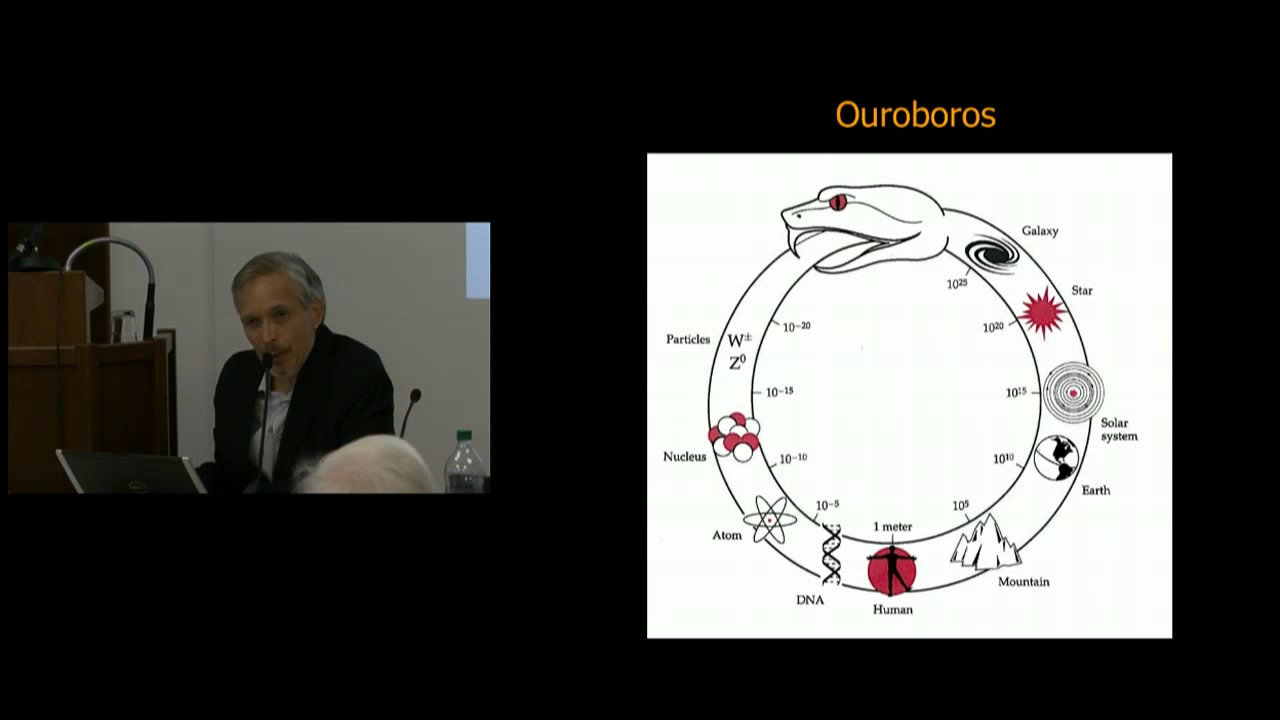 Ouroboros
Galaxy
10²⁵
Star
10²⁰
10¹⁵
Solar
system
10¹⁰
Earth
10⁵
Mountain
1 meter
Human
DNA
10⁻⁵
Atom
10⁻¹⁰
Nucleus
10⁻¹⁵
Particles
W±
Z⁰
10⁻²⁰